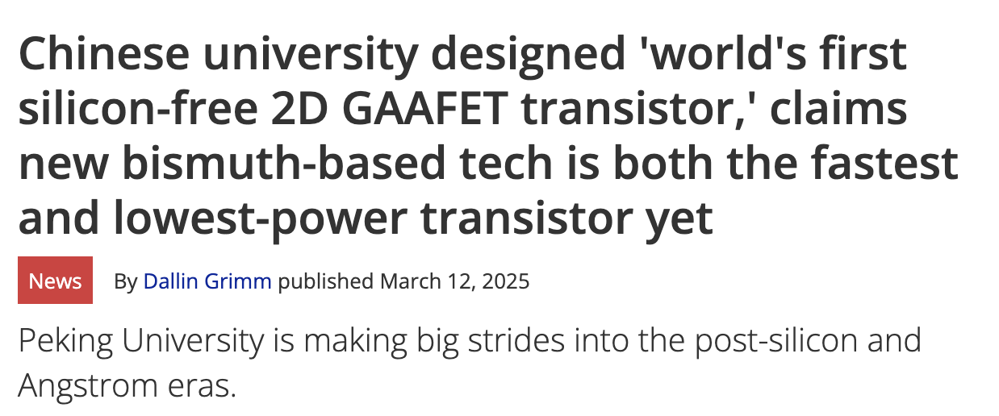 Chinese university designed 'world's first
silicon-free 2D GAAFET transistor,' claims
new bismuth-based tech is both the fastest
and lowest-power transistor yet
News By Dallin Grimm published March 12, 2025
Peking University is making big strides into the post-silicon and
Angstrom eras.